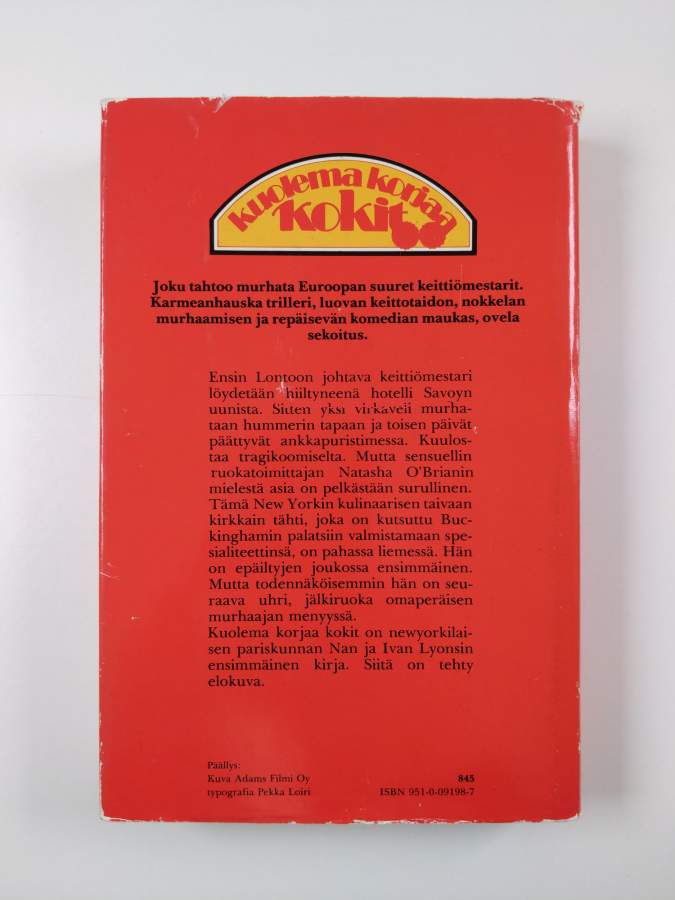 kuolema korjaa
kokit
Joku tahtoo murhata Euroopan suuret keittiömestarit.
Karmeanhauska trilleri, luovan keittotaidon, nokkelan
murhaamisen ja repäisevän komedian maukas, ovela
sekoitus.
Ensin Lontoon johtava keittiömestari
löydetään hiiltyneenä hotelli Savoyn
uunista. Sitten yksi virkaveli murha-
taan hummerin tapaan ja toisen päivät
päättyvät ankkapuristimessa. Kuulos-
taa tragikoomiselta. Mutta sensuellin
ruokatoimittajan Natasha O'Brianin
mielestä asia on pelkästään surullinen.
Tämä New Yorkin kulinaarisen taivaan
kirkkain tähti, joka on kutsuttu Buc-
kinghamin palatsiin valmistamaan spe-
sialiteettinsä, on pahassa liemessä. Hän
on epäiltyjen joukossa ensimmäinen.
Mutta todennäköisemmin hän on seu-
raava uhri, jälkiruoka omaperäisen
murhaajan menyyssä.
Kuolema korjaa kokit on newyorkilai-
sen pariskunnan Nan ja Ivan Lyonsin
ensimmäinen kirja. Siitä on tehty
elokuva.
Päällys:
Kuva Adams Filmi Oy
typografia Pekka Loiri
845
ISBN 951-0-09198-7